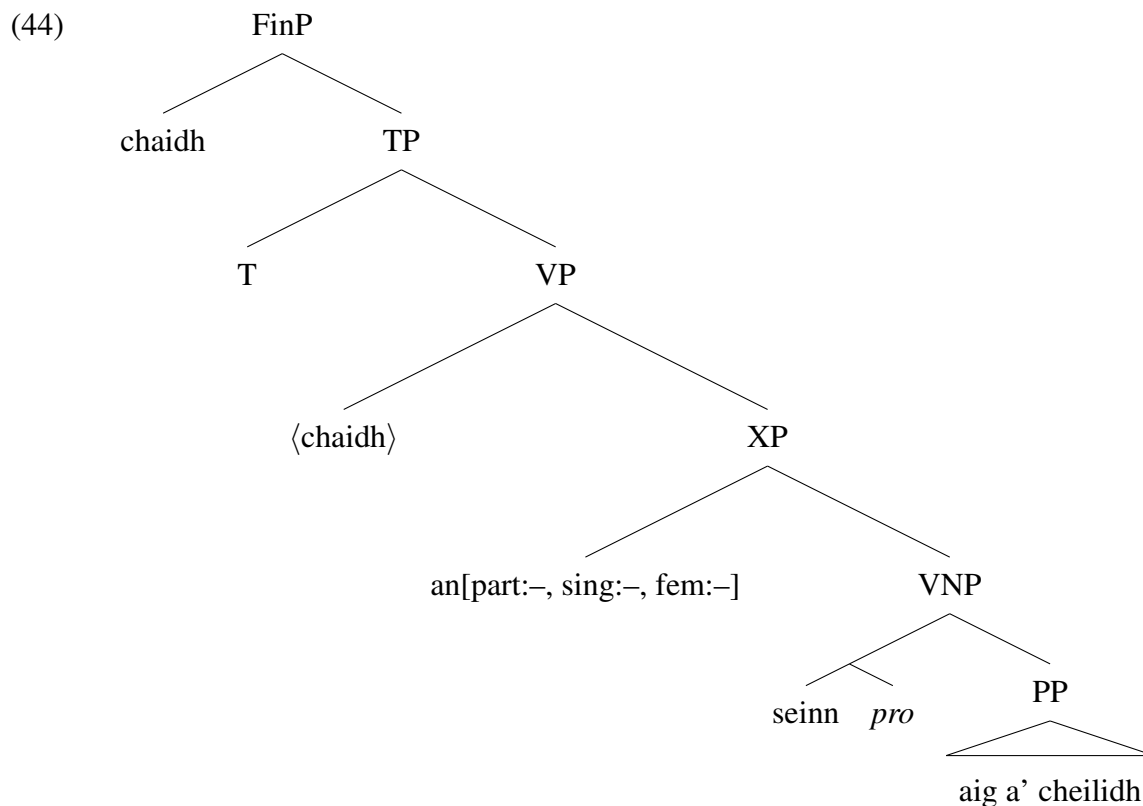 (44) FinP
chaidh TP
T VP
⟨chaidh⟩ XP
an[part:–, sing:–, fem:–] VNP
seinn pro PP
aig a’ cheilidh